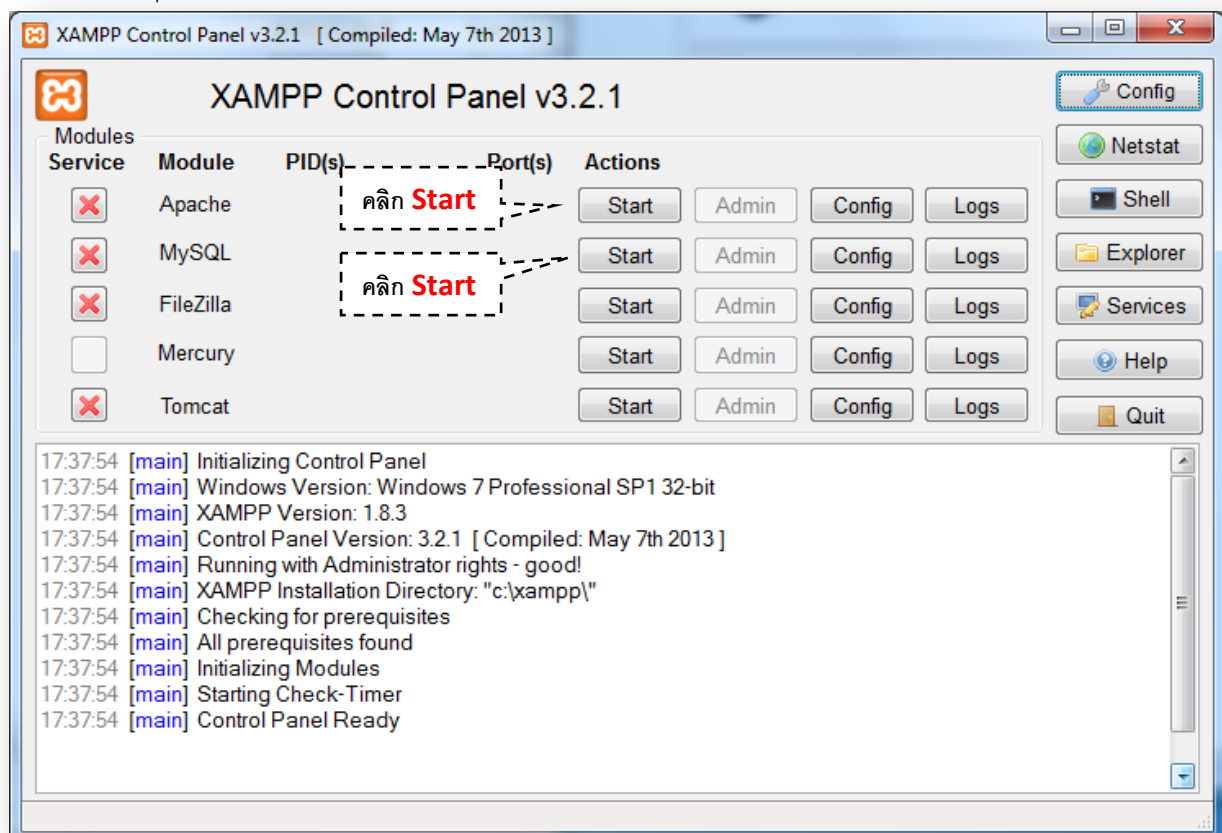 XAMPP Control Panel v3.2.1 [ Compiled: May 7th 2013 ]
XAMPP Control Panel v3.2.1
Config
Modules
Service Module PID(s) Port(s) Actions
Netstat
Apache คลิก Start Start Admin Config Logs
Shell
MySQL Start Admin Config Logs
Explorer
คลิก Start
FileZilla Start Admin Config Logs
Services
Mercury Start Admin Config Logs
Help
Tomcat Start Admin Config Logs
Quit
17:37:54 [main] Initializing Control Panel
17:37:54 [main] Windows Version: Windows 7 Professional SP1 32-bit
17:37:54 [main] XAMPP Version: 1.8.3
17:37:54 [main] Control Panel Version: 3.2.1 [ Compiled: May 7th 2013 ]
17:37:54 [main] Running with Administrator rights - good!
17:37:54 [main] XAMPP Installation Directory: "c:\xampp\"
17:37:54 [main] Checking for prerequisites
17:37:54 [main] All prerequisites found
17:37:54 [main] Initializing Modules
17:37:54 [main] Starting Check-Timer
17:37:54 [main] Control Panel Ready